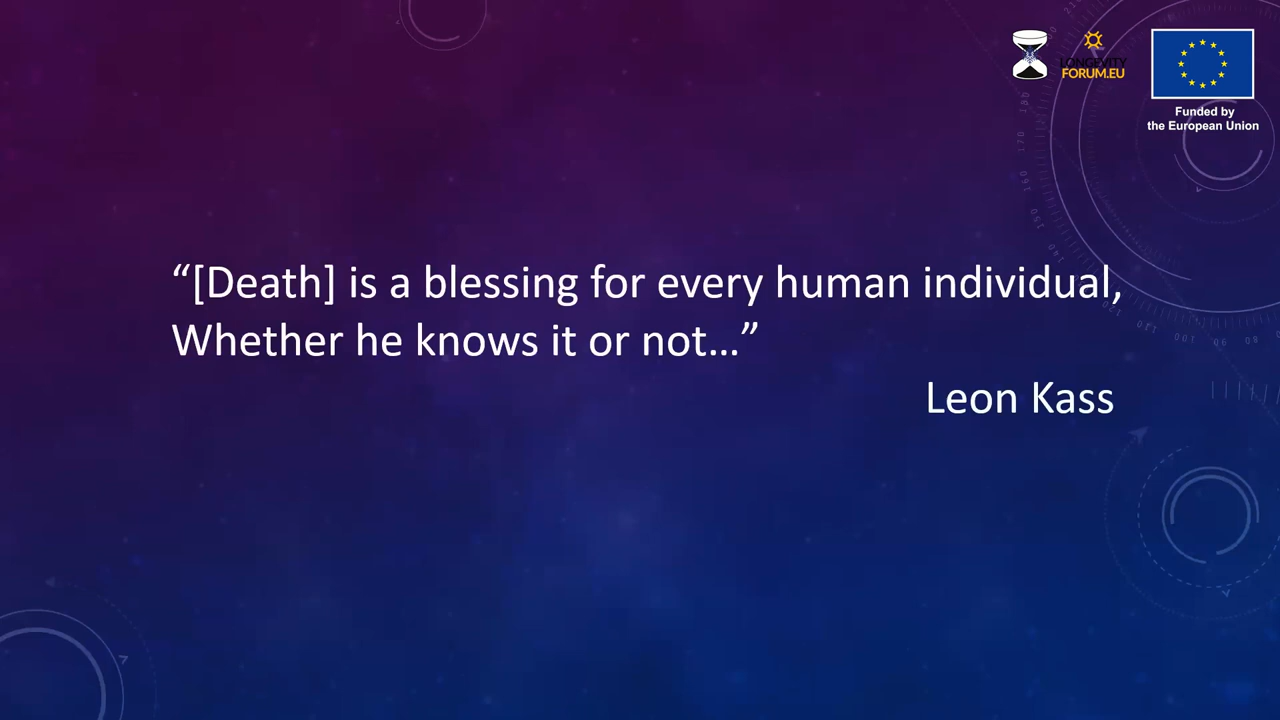 LONGEVITY
FORUM.EU
Funded by
the European Union
“[Death] is a blessing for every human individual,
Whether he knows it or not…”
Leon Kass